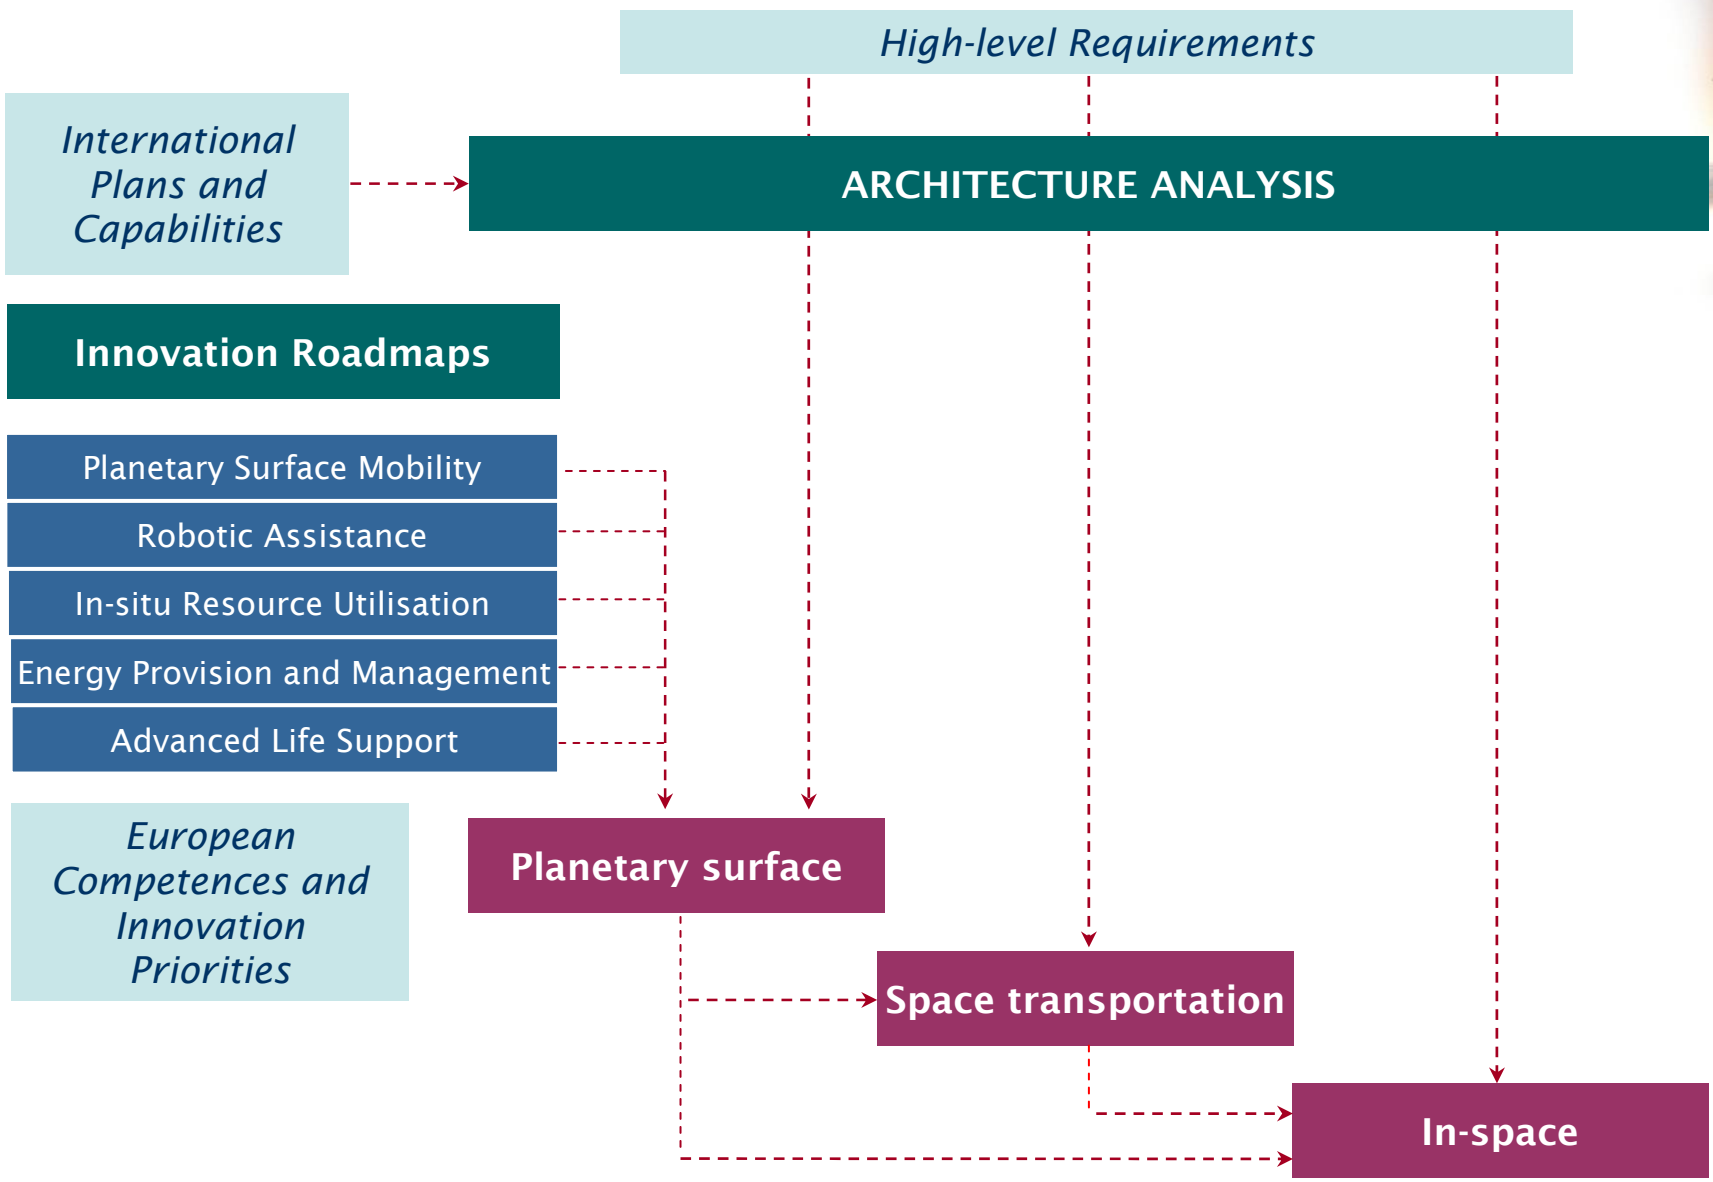 High-level Requirements
International
Plans and
Capabilities
ARCHITECTURE ANALYSIS
Innovation Roadmaps
Planetary Surface Mobility
Robotic Assistance
In-situ Resource Utilisation
Energy Provision and Management
Advanced Life Support
European
Competences and
Innovation
Priorities
Planetary surface
Space transportation
In-space